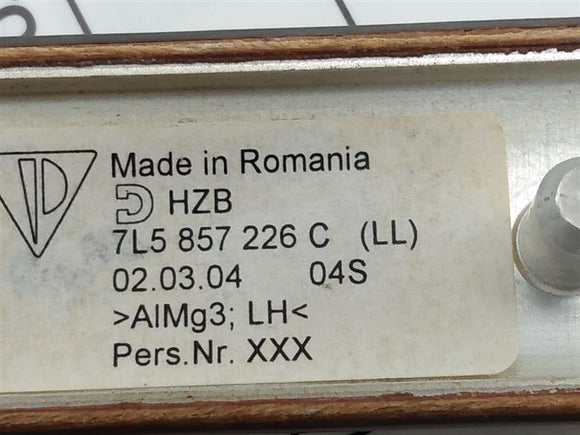 Made in Romania
HZB
7L5 857 226 C (LL)
02.03.04 04S
>AlMg3; LH<
Pers.Nr. XXX